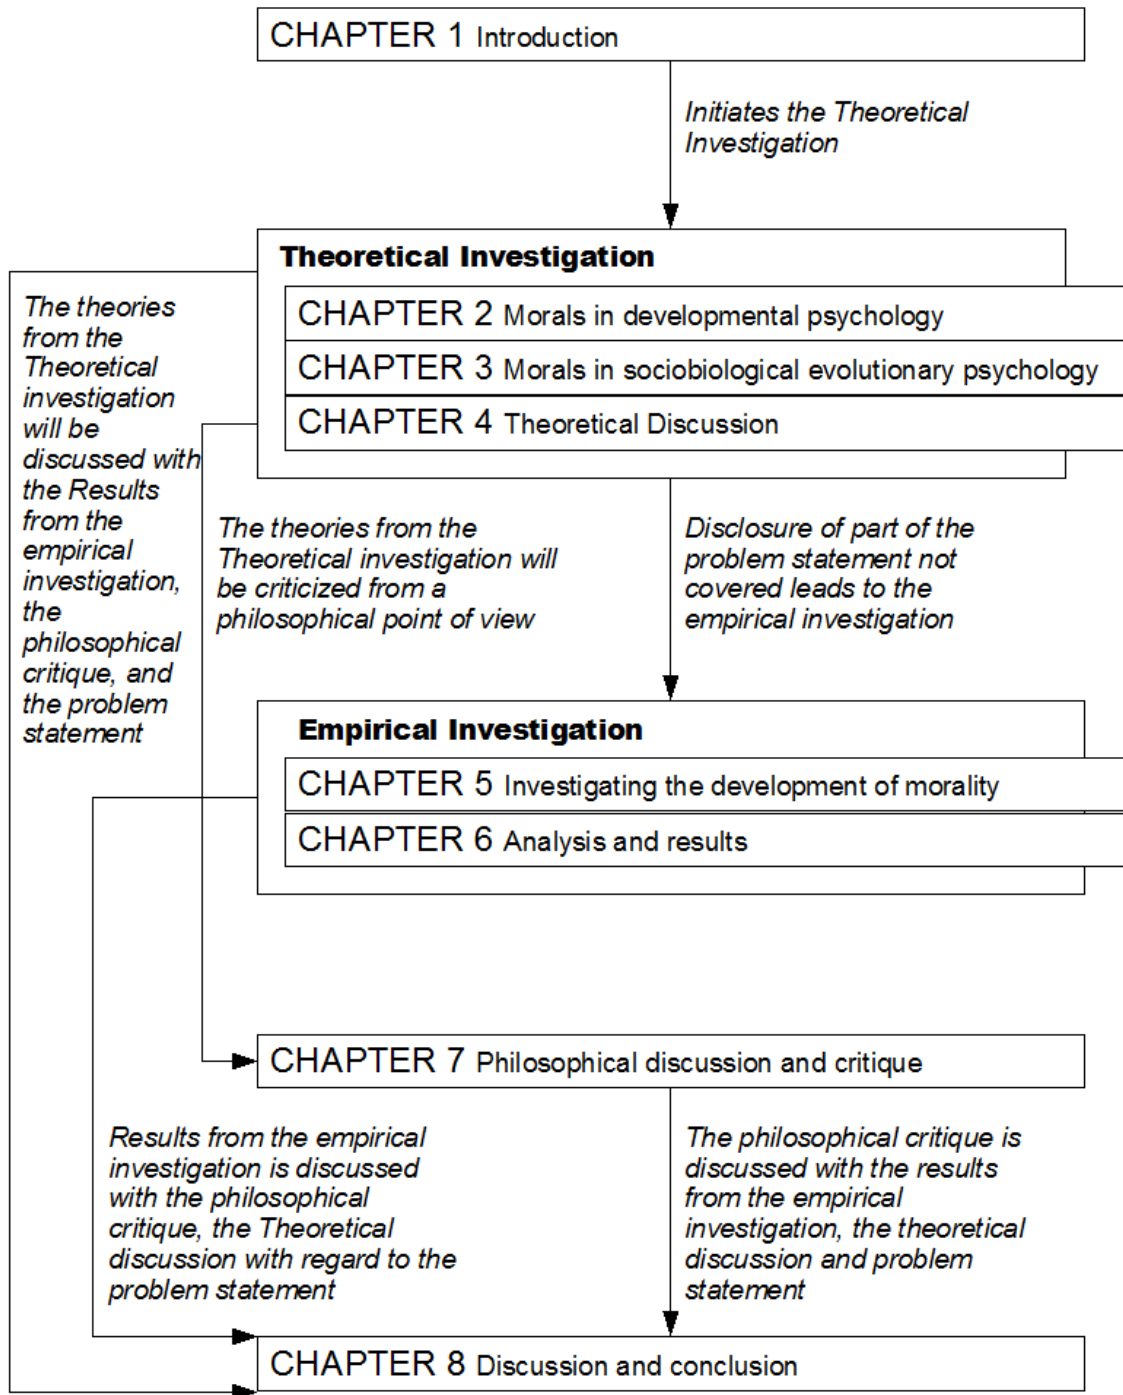 CHAPTER 1 Introduction
Initiates the Theoretical
Investigation
Theoretical Investigation
CHAPTER 2 Morals in developmental psychology
CHAPTER 3 Morals in sociobiological evolutionary psychology
CHAPTER 4 Theoretical Discussion
The theories
from the
Theoretical
investigation
will be
discussed with
the Results
from the
empirical
investigation,
the
philosophical
critique, and
the problem
statement
The theories from the
Theoretical investigation will
be criticized from a
philosophical point of view
Disclosure of part of the
problem statement not
covered leads to the
empirical investigation
Empirical Investigation
CHAPTER 5 Investigating the development of morality
CHAPTER 6 Analysis and results
CHAPTER 7 Philosophical discussion and critique
Results from the empirical
investigation is discussed
with the philosophical
critique, the Theoretical
discussion with regard to the
problem statement
The philosophical critique is
discussed with the results
from the empirical
investigation, the theoretical
discussion and problem
statement
CHAPTER 8 Discussion and conclusion